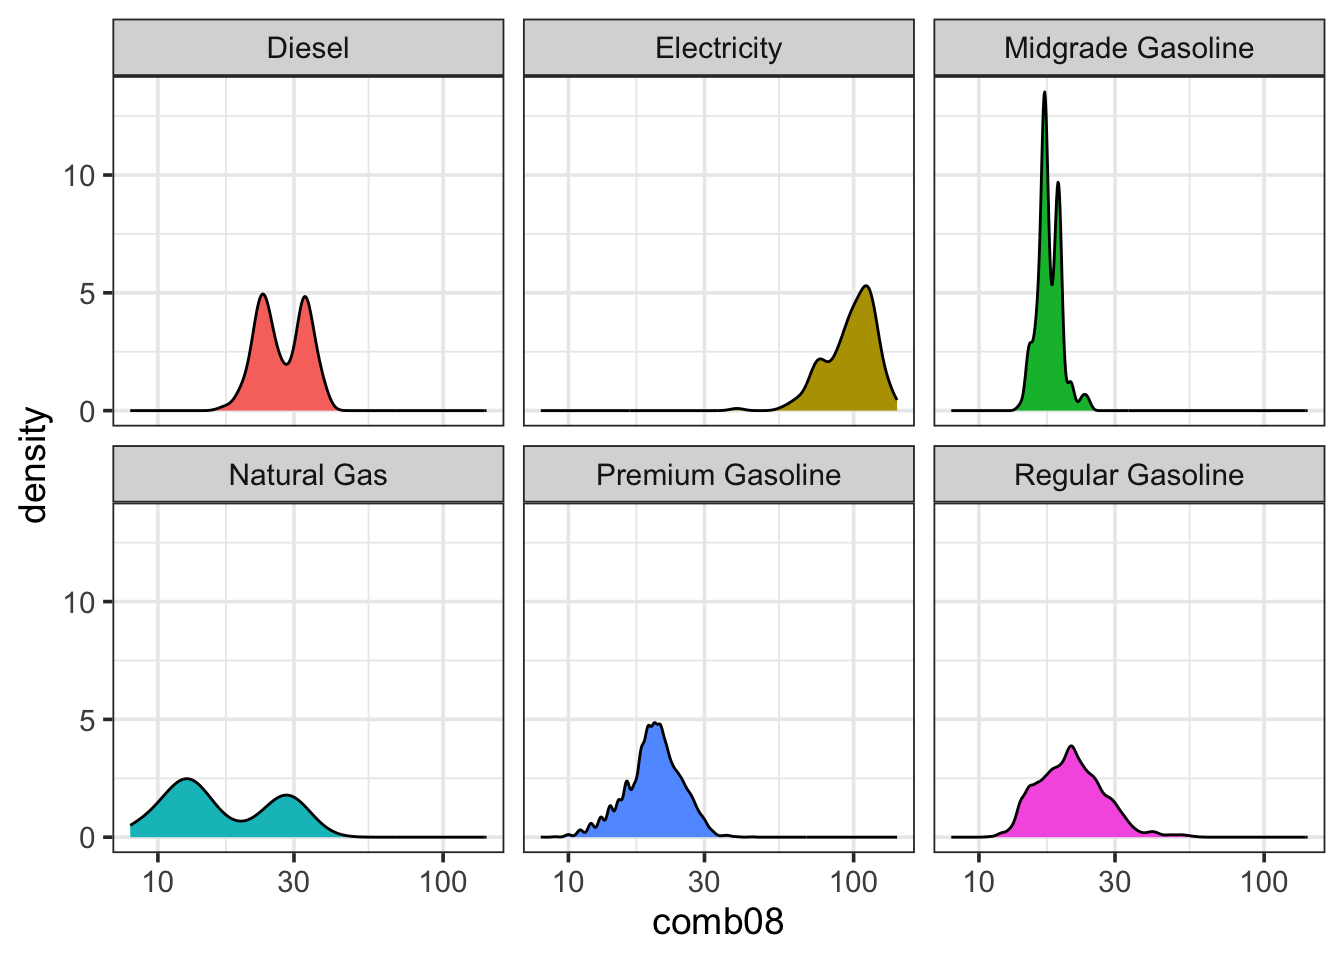 Diesel Electricity Midgrade Gasoline
10
5
0
Natural Gas Premium Gasoline Regular Gasoline
10
5
0
10 30 100 10 30 100 10 30 100
comb08
density